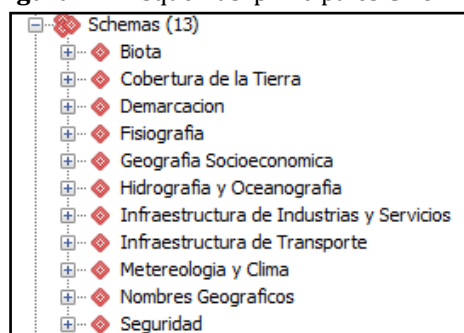 Schemas (13)
Biota
Cobertura de la Tierra
Demarcacion
Fisiografia
Geografia Socioeconomica
Hidrografia y Oceanografia
Infraestructura de Industrias y Servicios
Infraestructura de Transporte
Metereologia y Clima
Nombres Geograficos
Seguridad